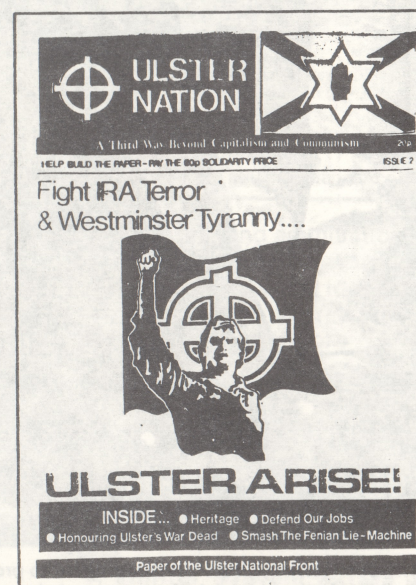 ULSTER
NATION
A Third Way Beyond Capitalism and Communism 20p
HELP BUILD THE PAPER - PAY THE 80p SOLIDARITY PRICE ISSUE 2
Fight IRA Terror
& Westminster Tyranny....
ULSTER ARISE!
INSIDE... ● Heritage ● Defend Our Jobs
● Honouring Ulster's War Dead ● Smash The Fenian Lie-Machine
Paper of the Ulster National Front